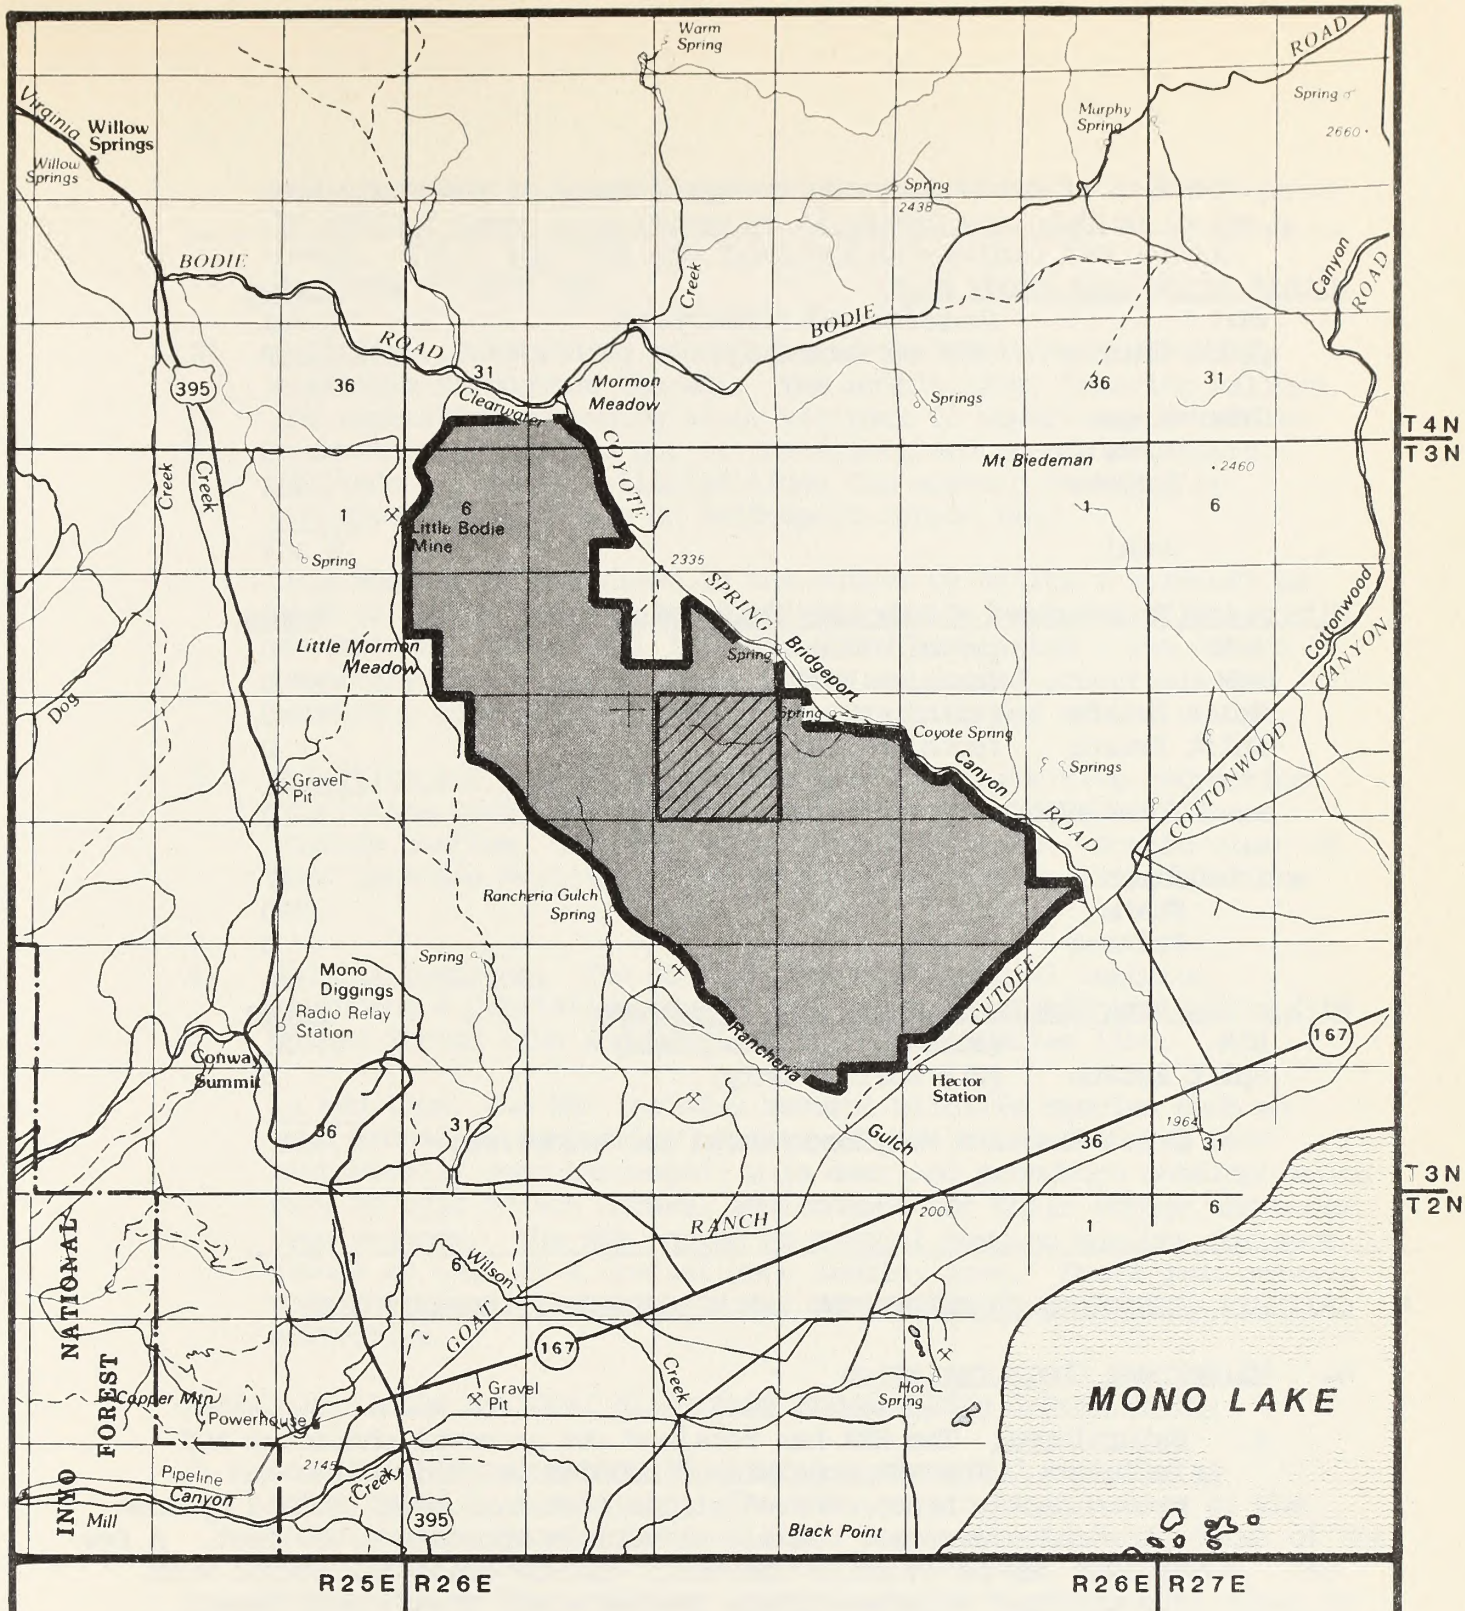 Warm
Spring
ROAD
Virginia
Willow
Springs
Willow
Springs
Murphy
Spring
Spring
2660
Spring
2438
BODIE
Creek
Canyon
ROAD
BODIE
ROAD
395
36
31
Clearwater
Mormon
Meadow
Springs
36
31
T4N
T3N
COYOTE
Mt Biedeman
2460
Creek
Creek
1
6
Little Bodie
Mine
1
6
Spring
2335
SPRING
Cottonwood
CANYON
Little Mormon
Meadow
Spring
Bridgeport
Dog
Spring
Coyote Spring
Canyon
Springs
COTTONWOOD
Gravel
Pit
ROAD
Rancheria Gulch
Spring
Spring
Mono
Diggings
Radio Relay
Station
CUTOFF
Conway
Summit
Rancheria
167
Hector
Station
36
31
Gulch
1964
36
31
T3N
T2N
RANCH
2007
1
6
NATIONAL
1
6
Wilson
GOAT
167
Creek
FOREST
Copper Mtn
Powerhouse
Gravel
Pit
Hot
Spring
MONO LAKE
INYO
2145
Pipeline
Canyon
Creek
Mill
395
Black Point
R25E R26E
R26E R27E